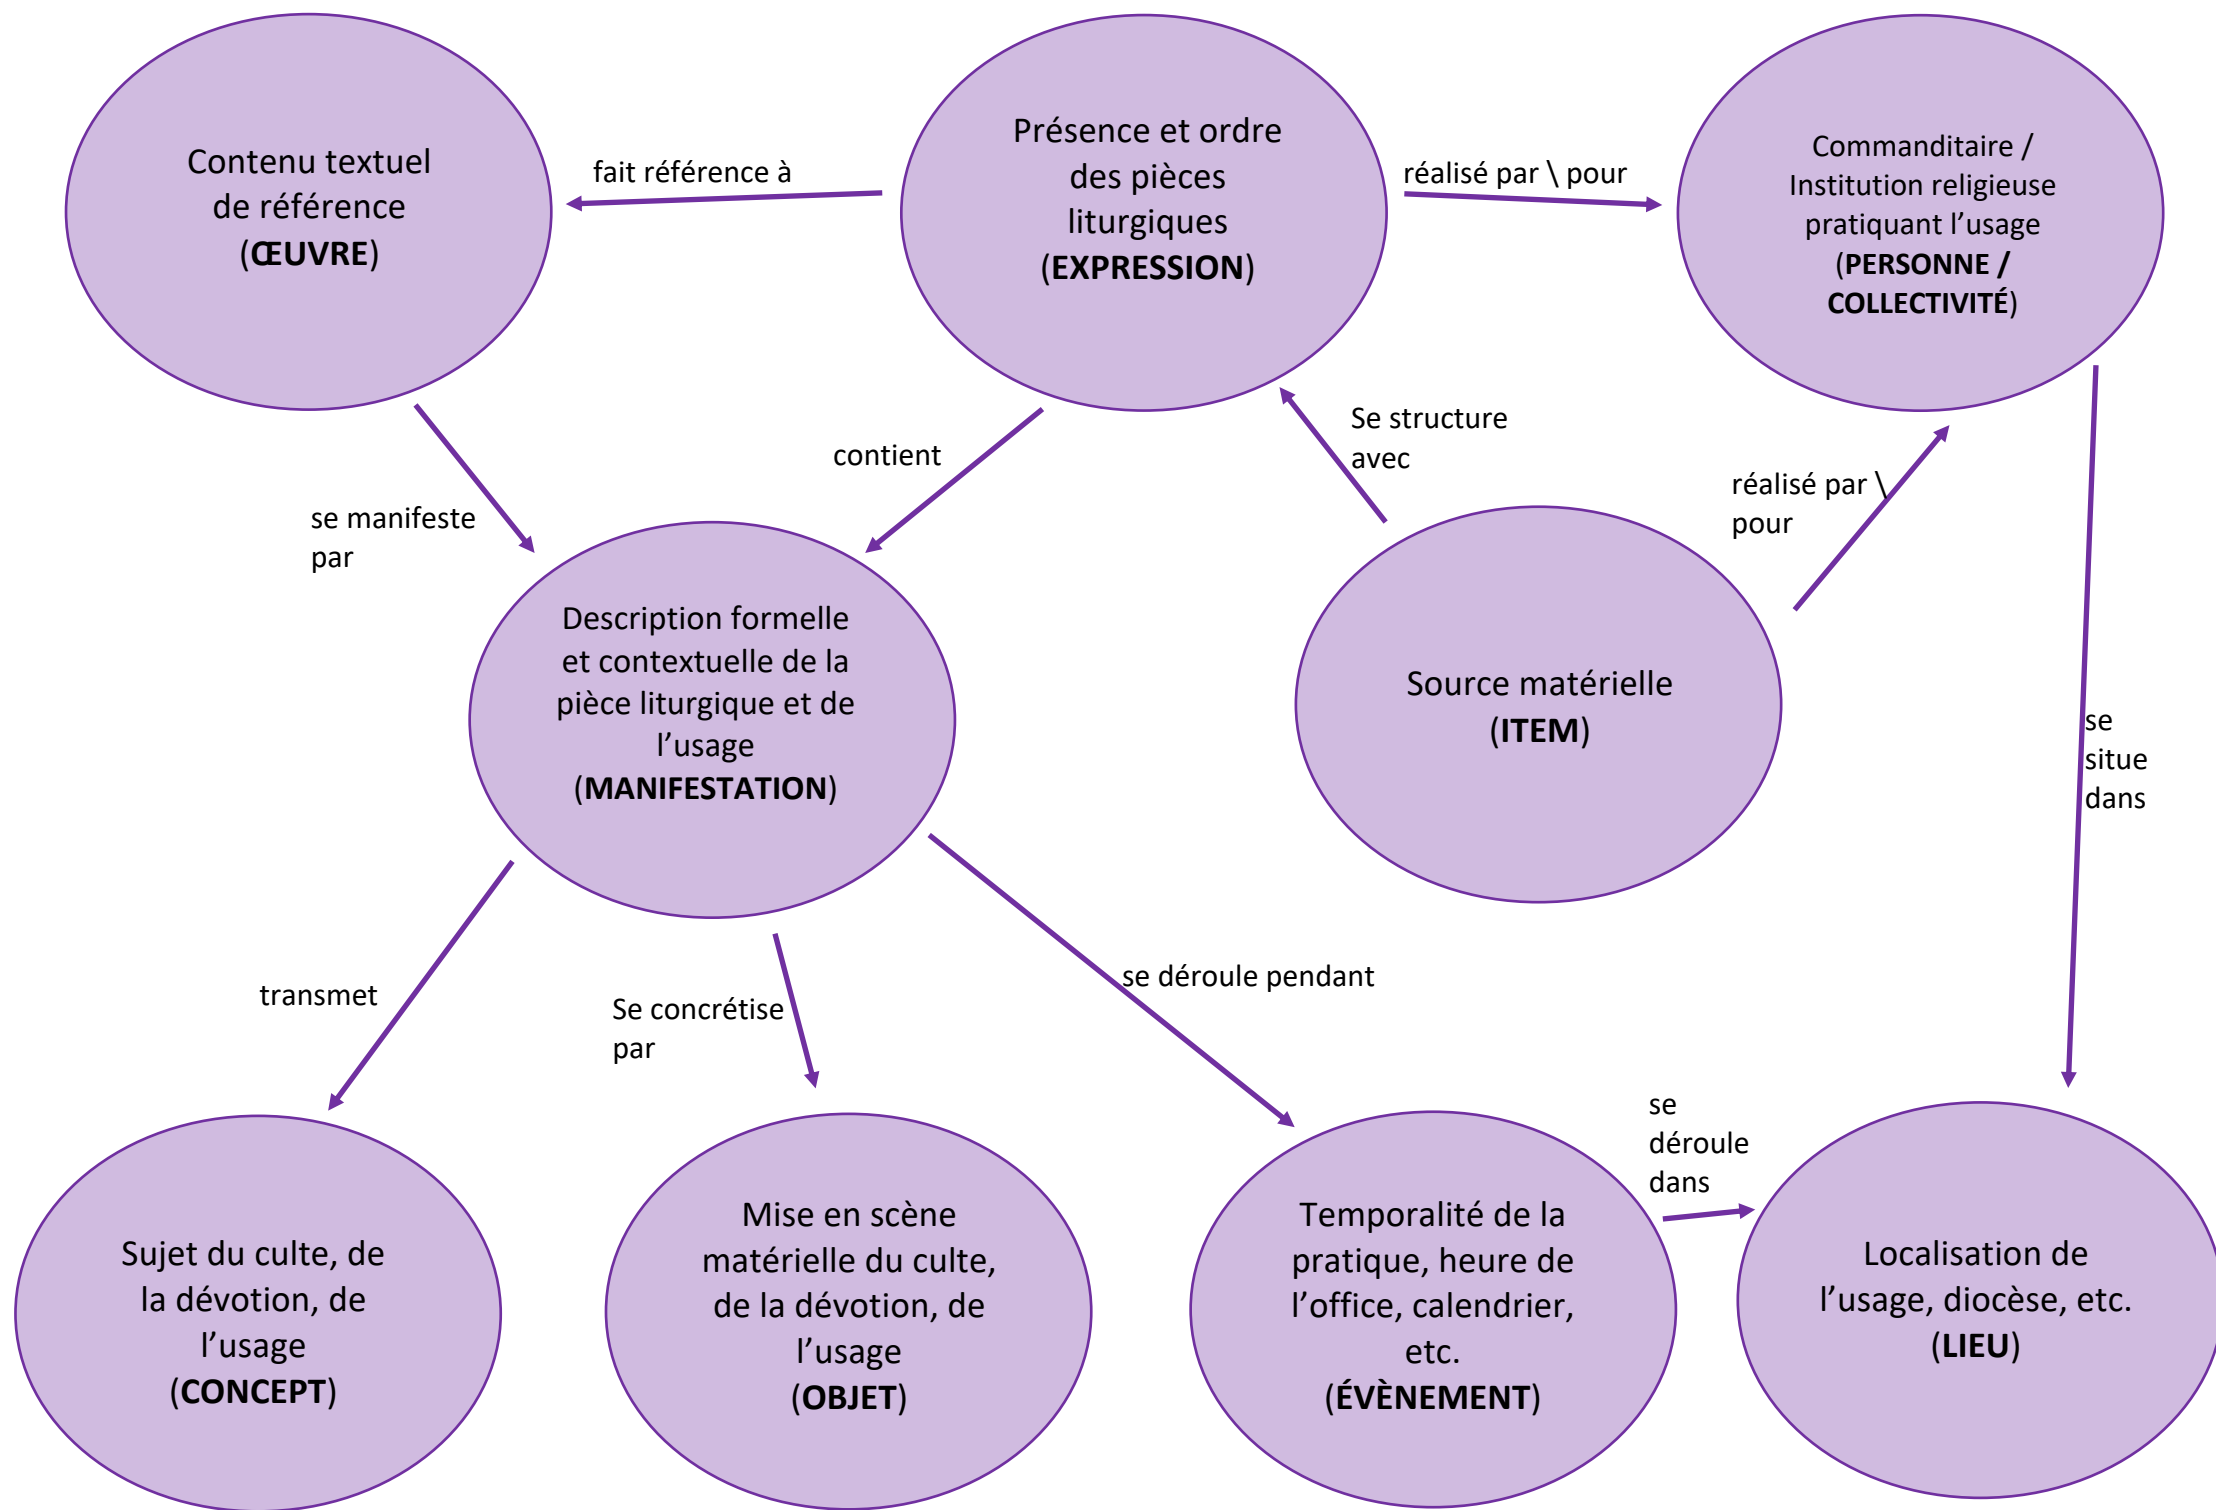 Contenu textuel
de référence
(ŒUVRE)
fait référence à
Présence et ordre
des pièces
liturgiques
(EXPRESSION)
réalisé par \ pour
Commanditaire /
Institution religieuse
pratiquant l’usage
(PERSONNE /
COLLECTIVITÉ)
se manifeste
par
contient
Se structure
avec
réalisé par \
pour
Description formelle
et contextuelle de la
pièce liturgique et de
l’usage
(MANIFESTATION)
Source matérielle
(ITEM)
se
situe
dans
transmet
Se concrétise
par
se déroule pendant
se
déroule
dans
Sujet du culte, de
la dévotion, de
l’usage
(CONCEPT)
Mise en scène
matérielle du culte,
de la dévotion, de
l’usage
(OBJET)
Temporalité de la
pratique, heure de
l’office, calendrier,
etc.
(ÉVÈNEMENT)
Localisation de
l’usage, diocèse, etc.
(LIEU)